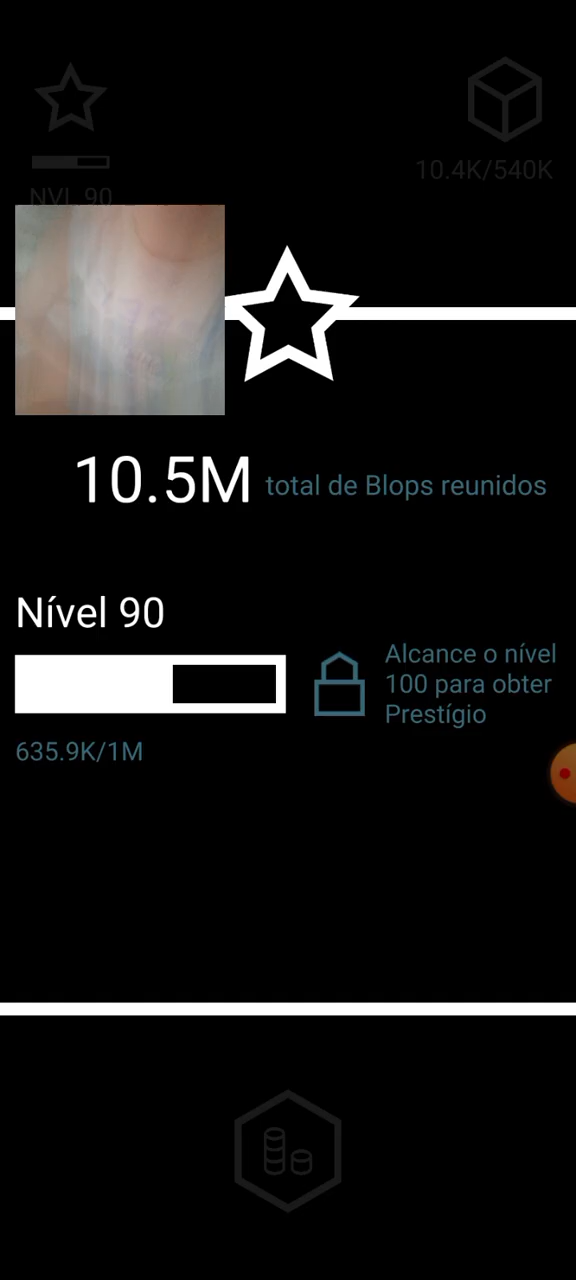 10.4K/540K
NVL 90
10.5M total de Blops reunidos
Nível 90
Alcance o nível
100 para obter
Prestígio
635.9K/1M